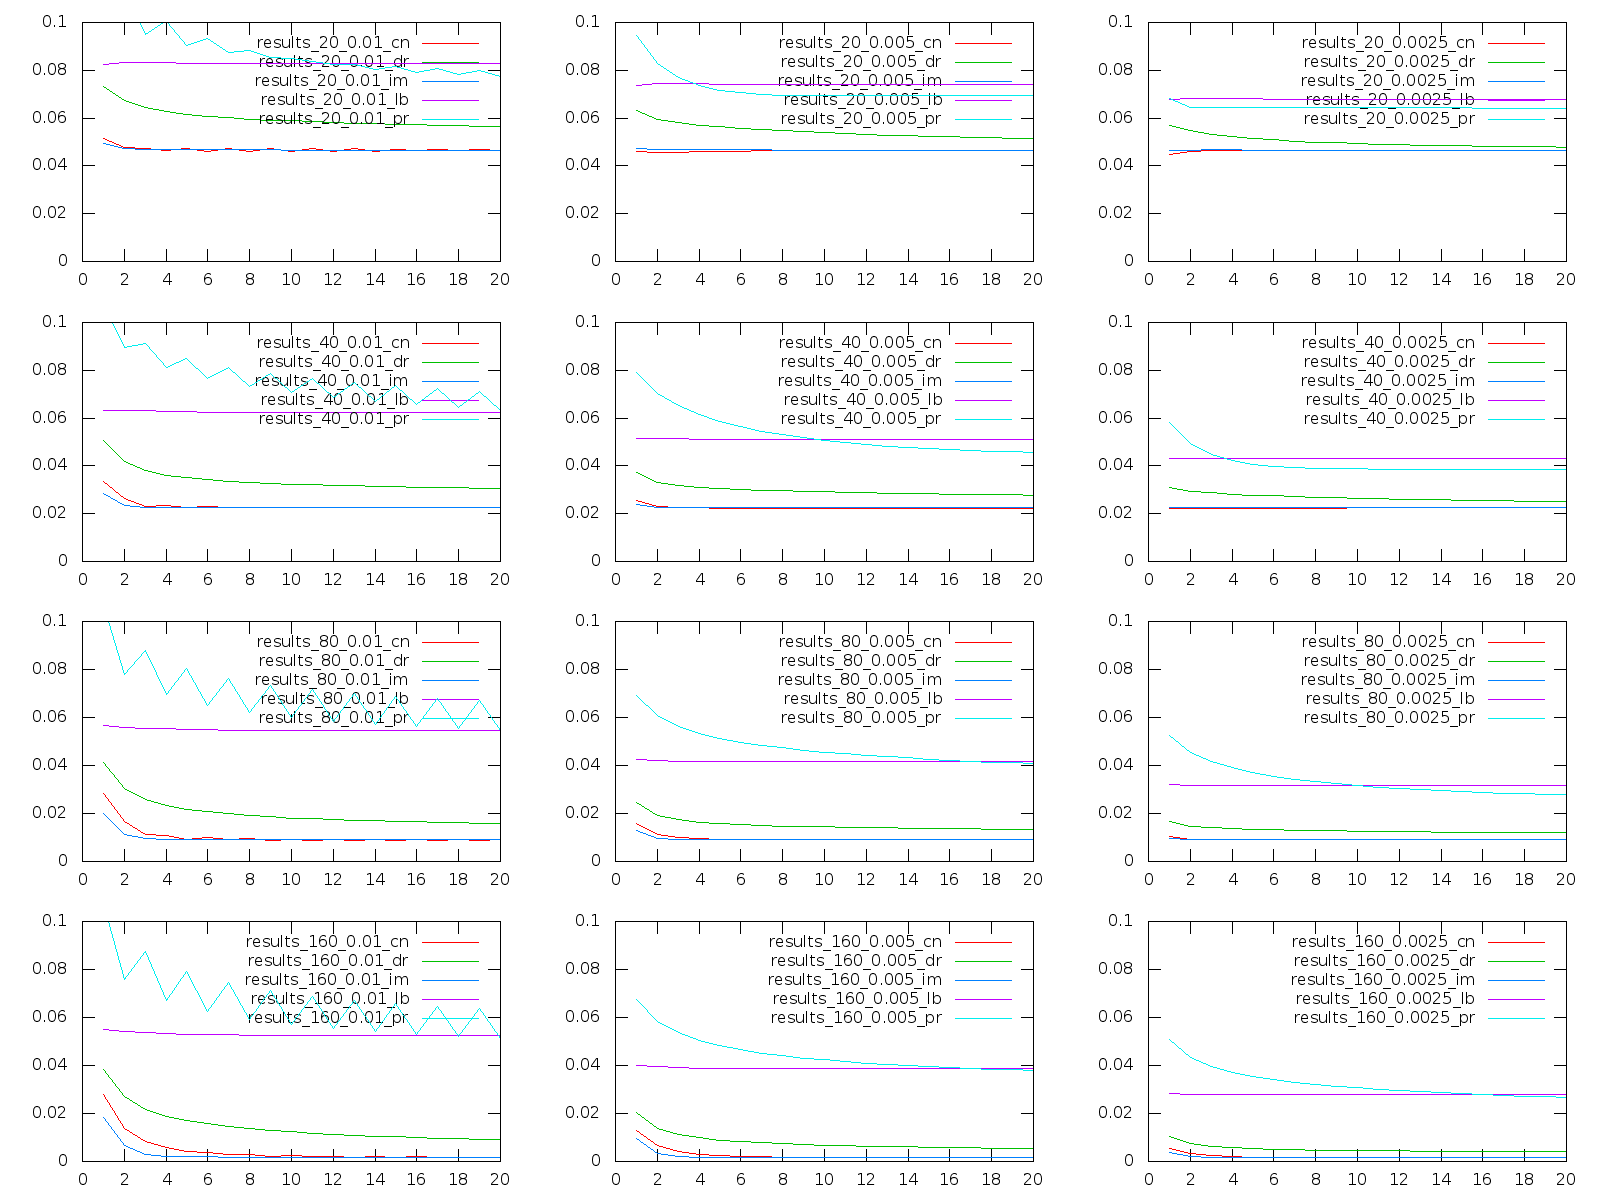 0.1
0.08
0.06
0.04
0.02
0
results_20_0.01_cn
results_20_0.01_dr
results_20_0.01_im
results_20_0.01_lb
results_20_0.01_pr
0 2 4 6 8 10 12 14 16 18 20
0.1
0.08
0.06
0.04
0.02
0
results_20_0.005_cn
results_20_0.005_dr
results_20_0.005_im
results_20_0.005_lb
results_20_0.005_pr
0 2 4 6 8 10 12 14 16 18 20
0.1
0.08
0.06
0.04
0.02
0
results_20_0.0025_cn
results_20_0.0025_dr
results_20_0.0025_im
results_20_0.0025_lb
results_20_0.0025_pr
0 2 4 6 8 10 12 14 16 18 20
0.1
0.08
0.06
0.04
0.02
0
results_40_0.01_cn
results_40_0.01_dr
results_40_0.01_im
results_40_0.01_lb
results_40_0.01_pr
0 2 4 6 8 10 12 14 16 18 20
0.1
0.08
0.06
0.04
0.02
0
results_40_0.005_cn
results_40_0.005_dr
results_40_0.005_im
results_40_0.005_lb
results_40_0.005_pr
0 2 4 6 8 10 12 14 16 18 20
0.1
0.08
0.06
0.04
0.02
0
results_40_0.0025_cn
results_40_0.0025_dr
results_40_0.0025_im
results_40_0.0025_lb
results_40_0.0025_pr
0 2 4 6 8 10 12 14 16 18 20
0.1
0.08
0.06
0.04
0.02
0
results_80_0.01_cn
results_80_0.01_dr
results_80_0.01_im
results_80_0.01_lb
results_80_0.01_pr
0 2 4 6 8 10 12 14 16 18 20
0.1
0.08
0.06
0.04
0.02
0
results_80_0.005_cn
results_80_0.005_dr
results_80_0.005_im
results_80_0.005_lb
results_80_0.005_pr
0 2 4 6 8 10 12 14 16 18 20
0.1
0.08
0.06
0.04
0.02
0
results_80_0.0025_cn
results_80_0.0025_dr
results_80_0.0025_im
results_80_0.0025_lb
results_80_0.0025_pr
0 2 4 6 8 10 12 14 16 18 20
0.1
0.08
0.06
0.04
0.02
0
results_160_0.01_cn
results_160_0.01_dr
results_160_0.01_im
results_160_0.01_lb
results_160_0.01_pr
0 2 4 6 8 10 12 14 16 18 20
0.1
0.08
0.06
0.04
0.02
0
results_160_0.005_cn
results_160_0.005_dr
results_160_0.005_im
results_160_0.005_lb
results_160_0.005_pr
0 2 4 6 8 10 12 14 16 18 20
0.1
0.08
0.06
0.04
0.02
0
results_160_0.0025_cn
results_160_0.0025_dr
results_160_0.0025_im
results_160_0.0025_lb
results_160_0.0025_pr
0 2 4 6 8 10 12 14 16 18 20